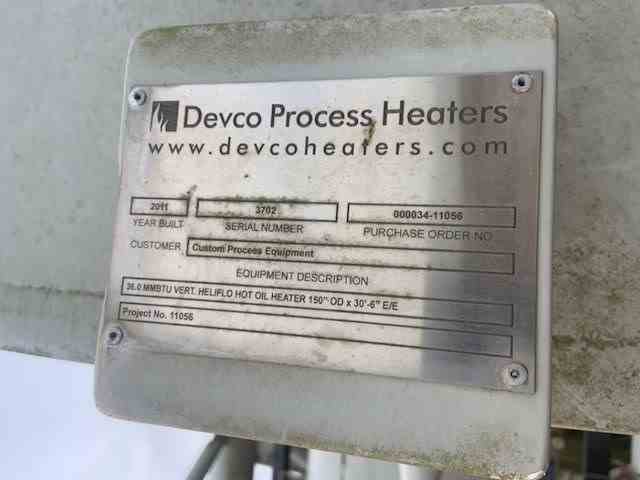 Devco Process Heaters
www.devcoheaters.com
2011 3702 000034-11056
YEAR BUILT SERIAL NUMBER PURCHASE ORDER NO
CUSTOMER Custom Process Equipment
EQUIPMENT DESCRIPTION
36.0 MMBTU VERT. HELIFLO HOT OIL HEATER 150" OD x 30'-6" E/E
Project No. 11056